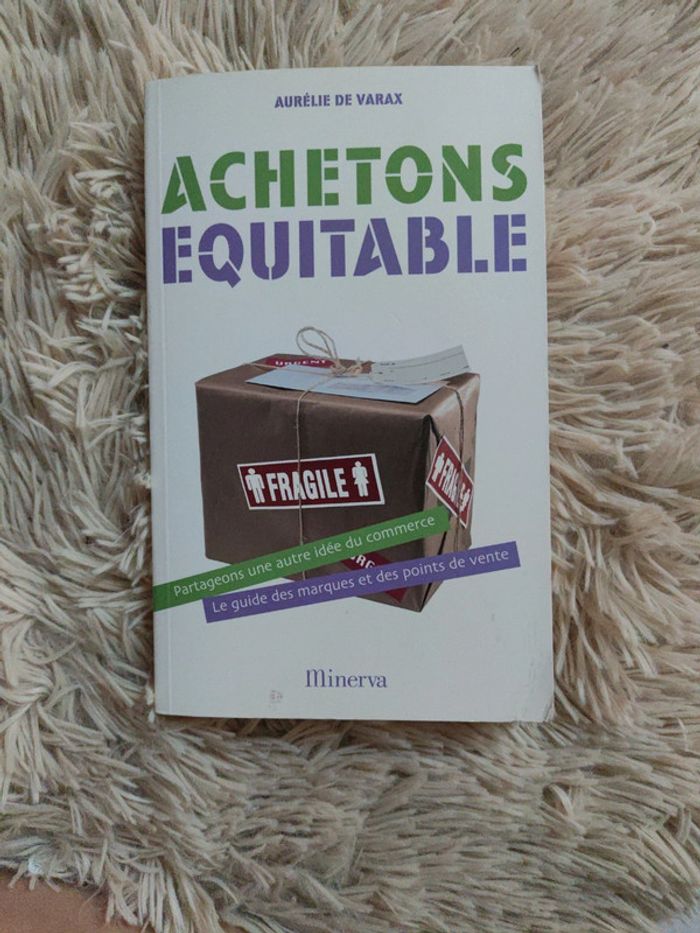 AURÉLIE DE VARAX
ACHETONS
EQUITABLE
URGENT
FRAGILE
Partageons une autre idée du commerce
Le guide des marques et des points de vente
Minerva